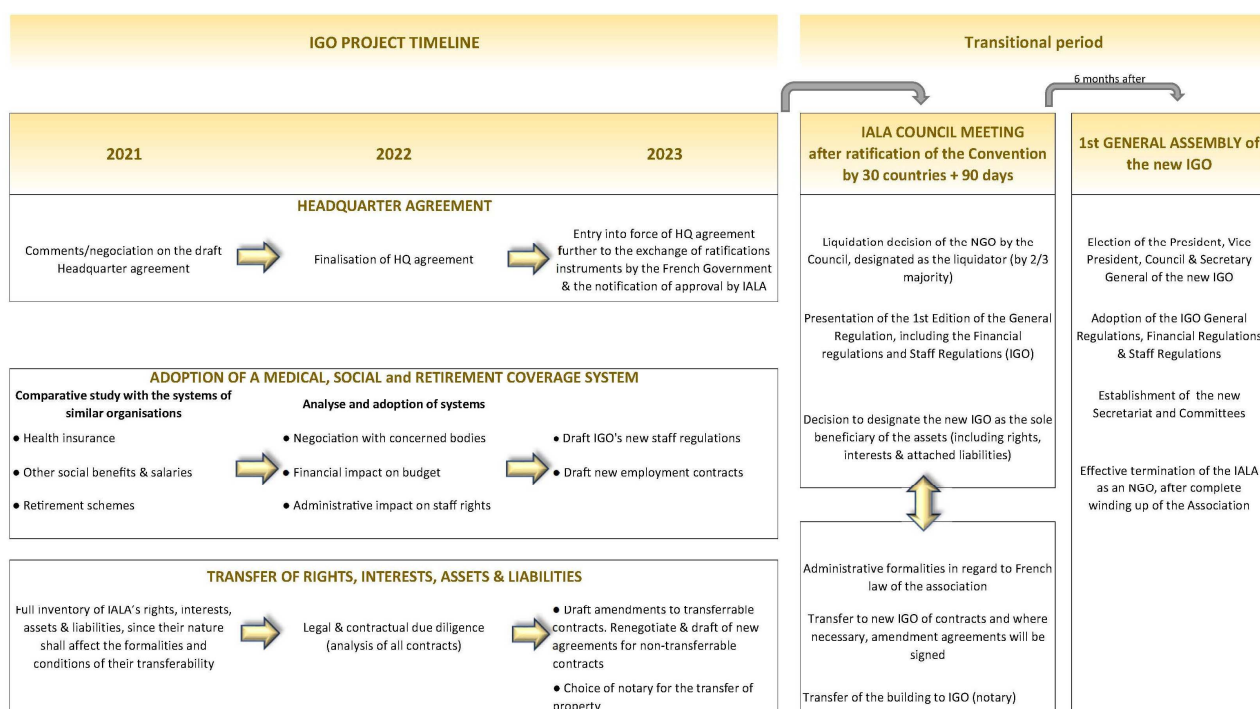 IGO PROJECT TIMELINE
Transitional period
6 months after
2021
2022
2023
IALA COUNCIL MEETING
after ratification of the Convention
by 30 countries + 90 days
1st GENERAL ASSEMBLY of
the new IGO
HEADQUARTER AGREEMENT
Comments/negociation on the draft
Headquarter agreement
Finalisation of HQ agreement
Entry into force of HQ agreement
further to the exchange of ratifications
instruments by the French Government
& the notification of approval by IALA
ADOPTION OF A MEDICAL, SOCIAL and RETIREMENT COVERAGE SYSTEM
Comparative study with the systems of
similar organisations
● Health insurance
● Other social benefits & salaries
● Retirement schemes
Analyse and adoption of systems
● Negociation with concerned bodies
● Financial impact on budget
● Administrative impact on staff rights
● Draft IGO's new staff regulations
● Draft new employment contracts
TRANSFER OF RIGHTS, INTERESTS, ASSETS & LIABILITIES
Full inventory of IALA's rights, interests,
assets & liabilities, since their nature
shall affect the formalities and
conditions of their transferability
Legal & contractual due diligence
(analysis of all contracts)
● Draft amendments to transferrable
contracts. Renegotiate & draft of new
agreements for non-transferrable
contracts
● Choice of notary for the transfer of
property
Liquidation decision of the NGO by the
Council, designated as the liquidator (by 2/3
majority)
Presentation of the 1st Edition of the General
Regulation, including the Financial
regulations and Staff Regulations (IGO)
Decision to designate the new IGO as the sole
beneficiary of the assets (including rights,
interests & attached liabilities)
Administrative formalities in regard to French
law of the association
Transfer to new IGO of contracts and where
necessary, amendment agreements will be
signed
Transfer of the building to IGO (notary)
Election of the President, Vice
President, Council & Secretary
General of the new IGO
Adoption of the IGO General
Regulations, Financial Regulations
& Staff Regulations
Establishment of the new
Secretariat and Committees
Effective termination of the IALA
as an NGO, after complete
winding up of the Association